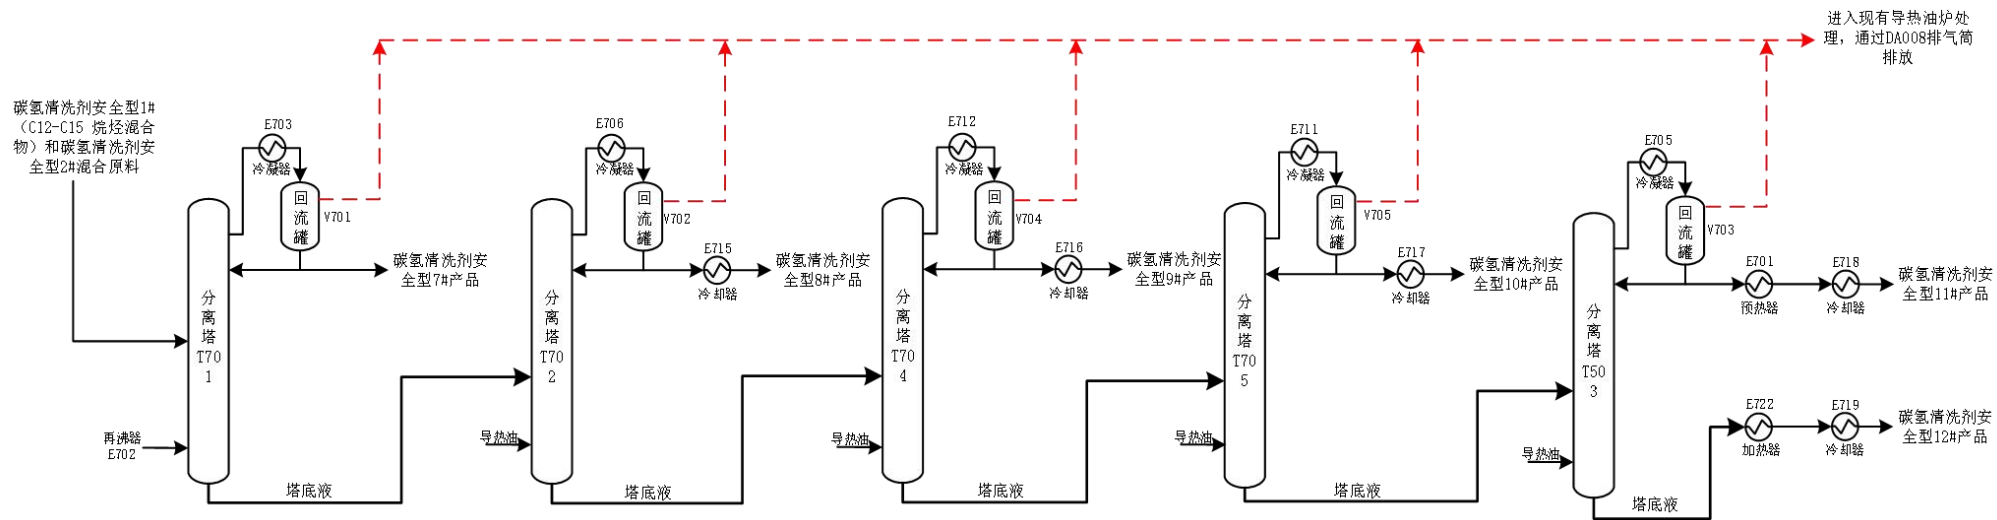 进入现有导热油炉处
理，通过DA008排气筒
排放
碳氢清洗剂安全型1#
（C12-C15 烷烃混合
物）和碳氢清洗剂安
全型2#混合原料
E703
冷凝器
回
流
罐
V701
碳氢清洗剂安
全型7#产品
分
离
塔
T70
1
再沸器
E702
塔底液
E706
冷凝器
回
流
罐
V702
E715
冷却器
碳氢清洗剂安
全型8#产品
分
离
塔
T70
2
导热油
塔底液
E712
冷凝器
回
流
罐
V704
E716
冷却器
碳氢清洗剂安
全型9#产品
分
离
塔
T70
4
导热油
塔底液
E711
冷凝器
回
流
罐
V705
E717
冷却器
碳氢清洗剂安
全型10#产品
分
离
塔
T70
5
导热油
塔底液
E705
冷凝器
回
流
罐
V703
E701
预热器
E718
冷却器
碳氢清洗剂安
全型11#产品
分
离
塔
T50
3
导热油
塔底液
E722
加热器
E719
冷却器
碳氢清洗剂安
全型12#产品